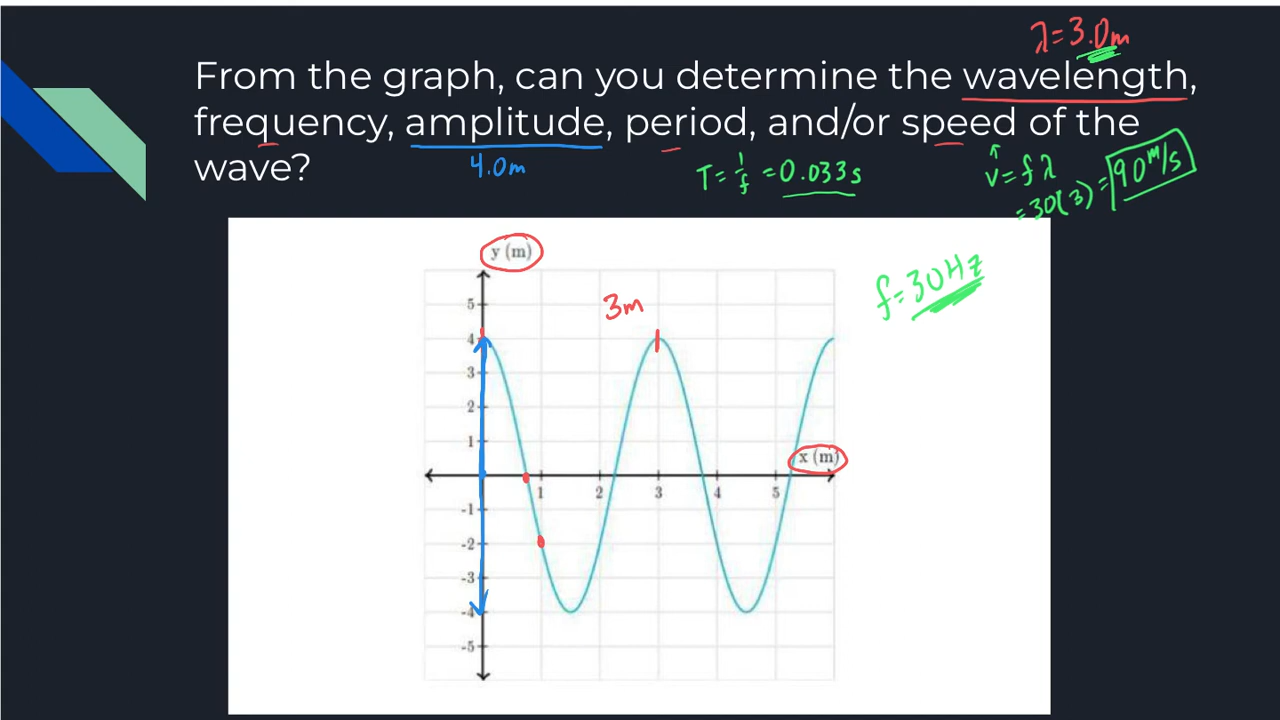 λ=3.0m
From the graph, can you determine the wavelength,
frequency, amplitude, period, and/or speed of the
wave?
4.0m
T=1/f=0.033s
v=fλ
=30(3)=90 m/s
f=30Hz
y (m)
3m
5
4
3
2
1
x (m)
1 2 3 4 5
-1
-2
-3
-4
-5